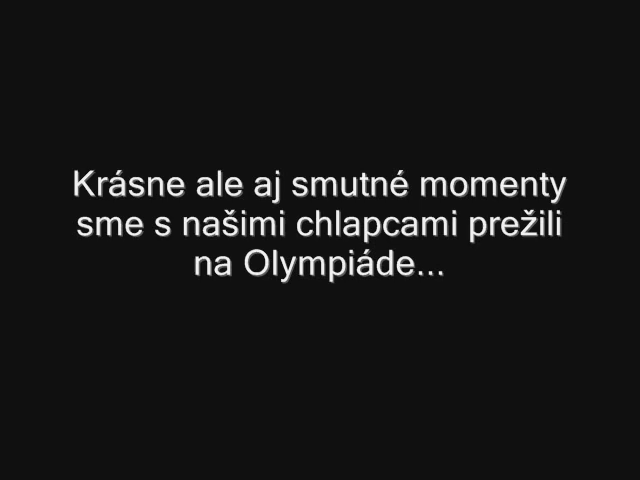 Krásne ale aj smutné momenty
sme s našimi chlapcami prežili
na Olympiáde...